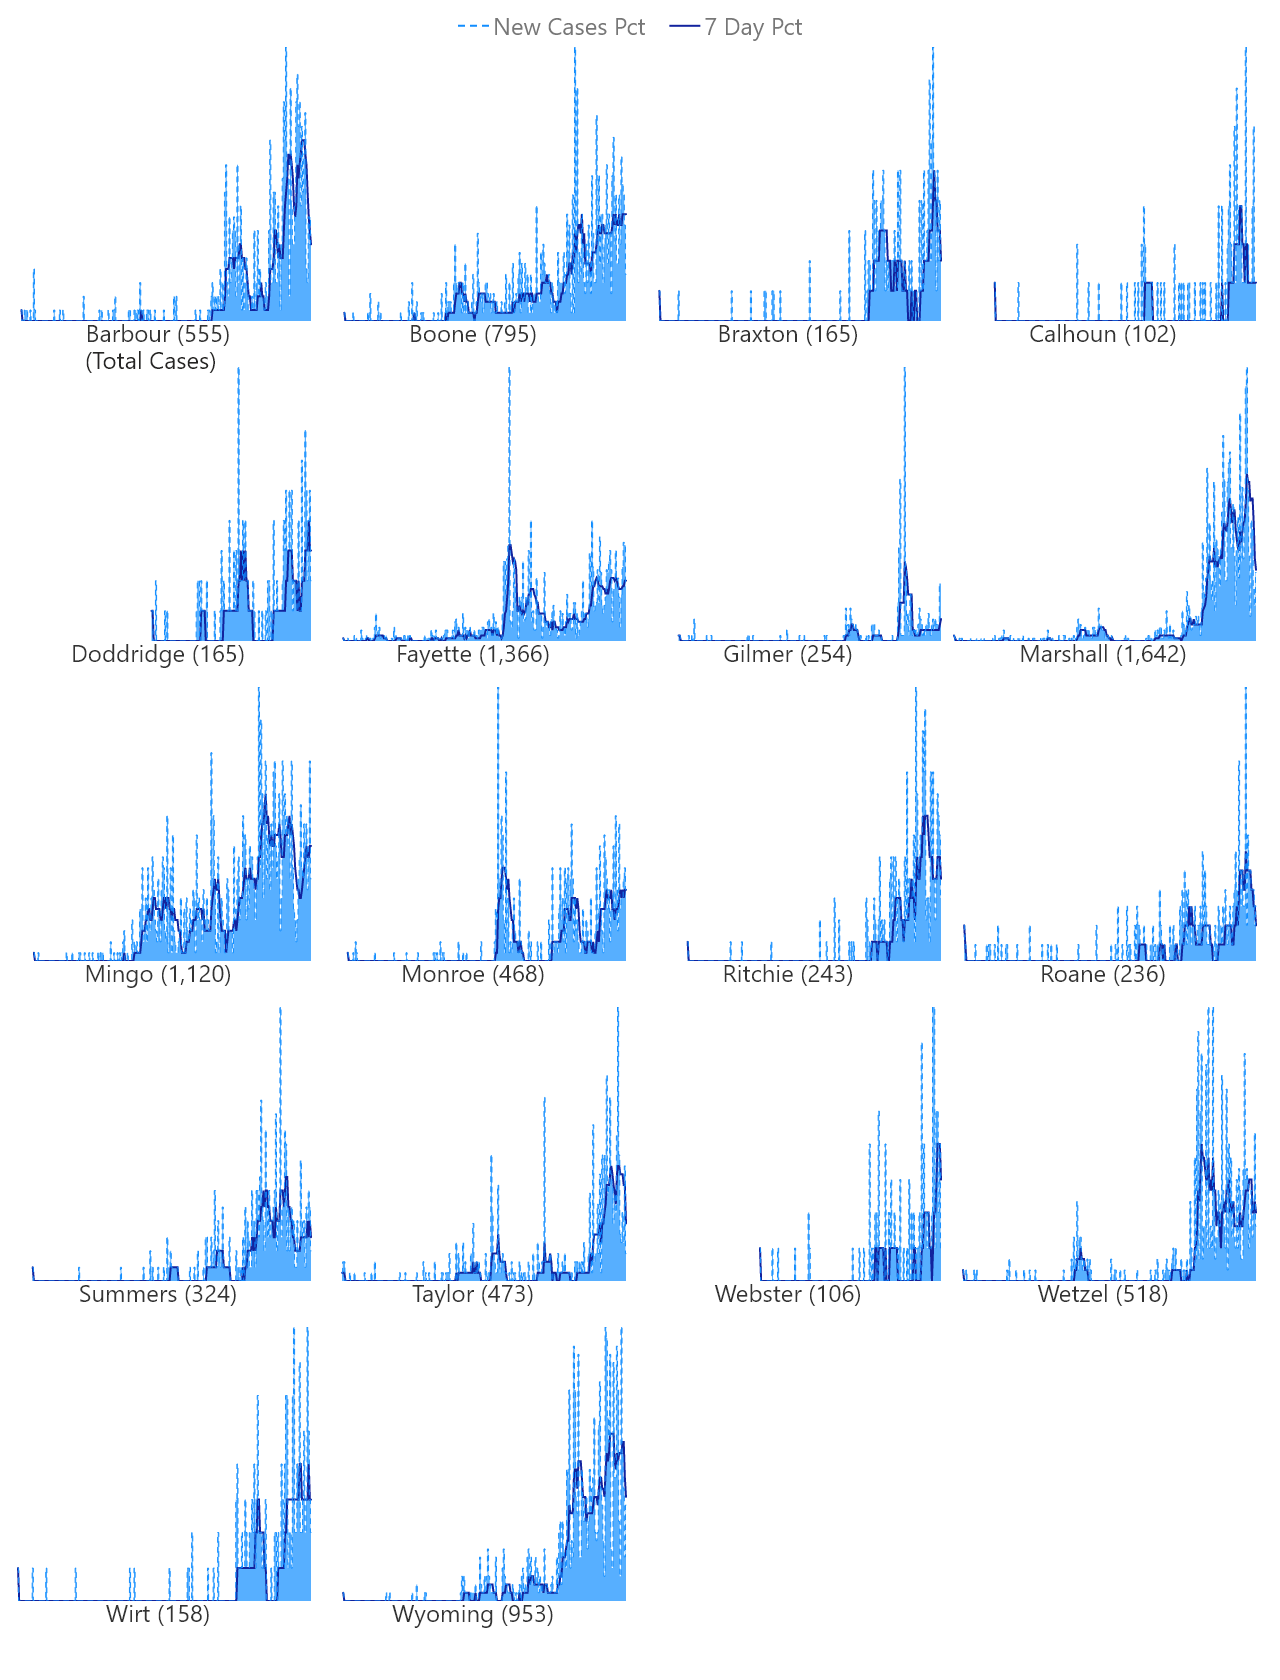 New Cases Pct 7 Day Pct
Barbour (555) Boone (795) Braxton (165) Calhoun (102)
(Total Cases)
Doddridge (165) Fayette (1,366) Gilmer (254) Marshall (1,642)
Mingo (1,120) Monroe (468) Ritchie (243) Roane (236)
Summers (324) Taylor (473) Webster (106) Wetzel (518)
Wirt (158) Wyoming (953)